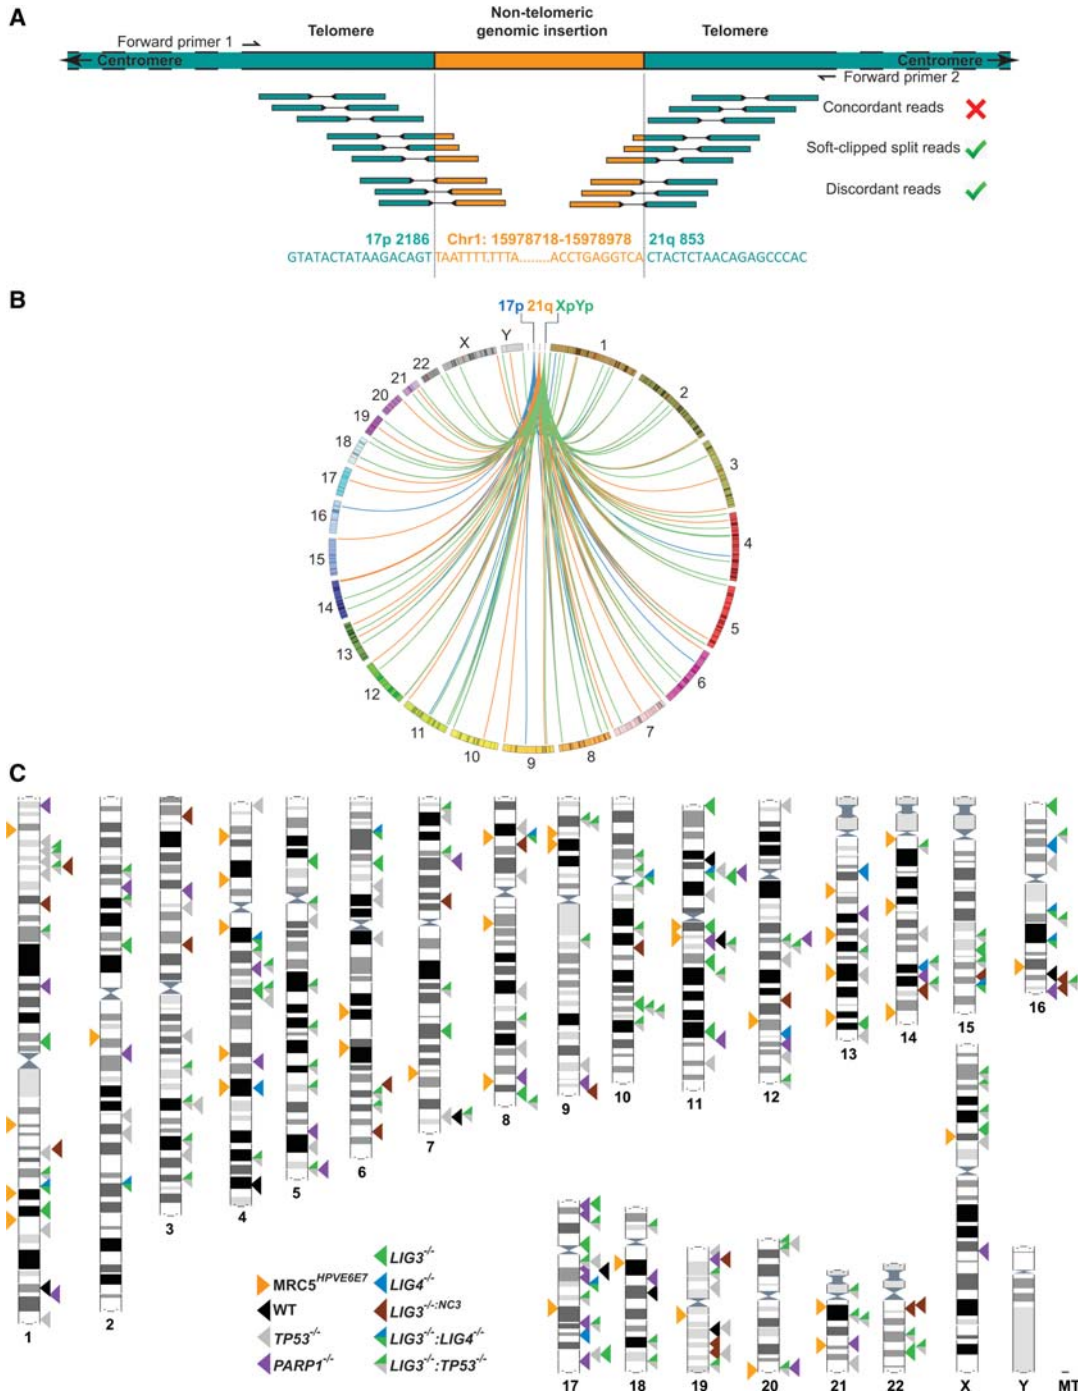 A
Non-telomeric
genomic insertion
Telomere
Telomere
Forward primer 1
Centromere
Centromere
Forward primer 2
Concordant reads
Soft-clipped split reads
Discordant reads
17p 2186 Chr1: 15978718-15978978 21q 853
GTATACTATAAGACAGT TAATTTT.TTTA........ACCTGAGGTCA CTACTCTAACAGAGCCCAC
B
17p 21q XpYp
X Y 1
22 2
21
20
19 3
18
17
16 4
15
14 5
13 6
12 7
11 8
10 9
C
1 2 3 4 5 6 7 8 9 10 11 12 13 14 15 16
17 18 19 20 21 22 X Y MT
MRC5^HPVE6E7
WT
TP53-/-
PARP1-/-
LIG3-/-
LIG4-/-
LIG3-/-:NC3
LIG3-/-:LIG4-/-
LIG3-/-:TP53-/-